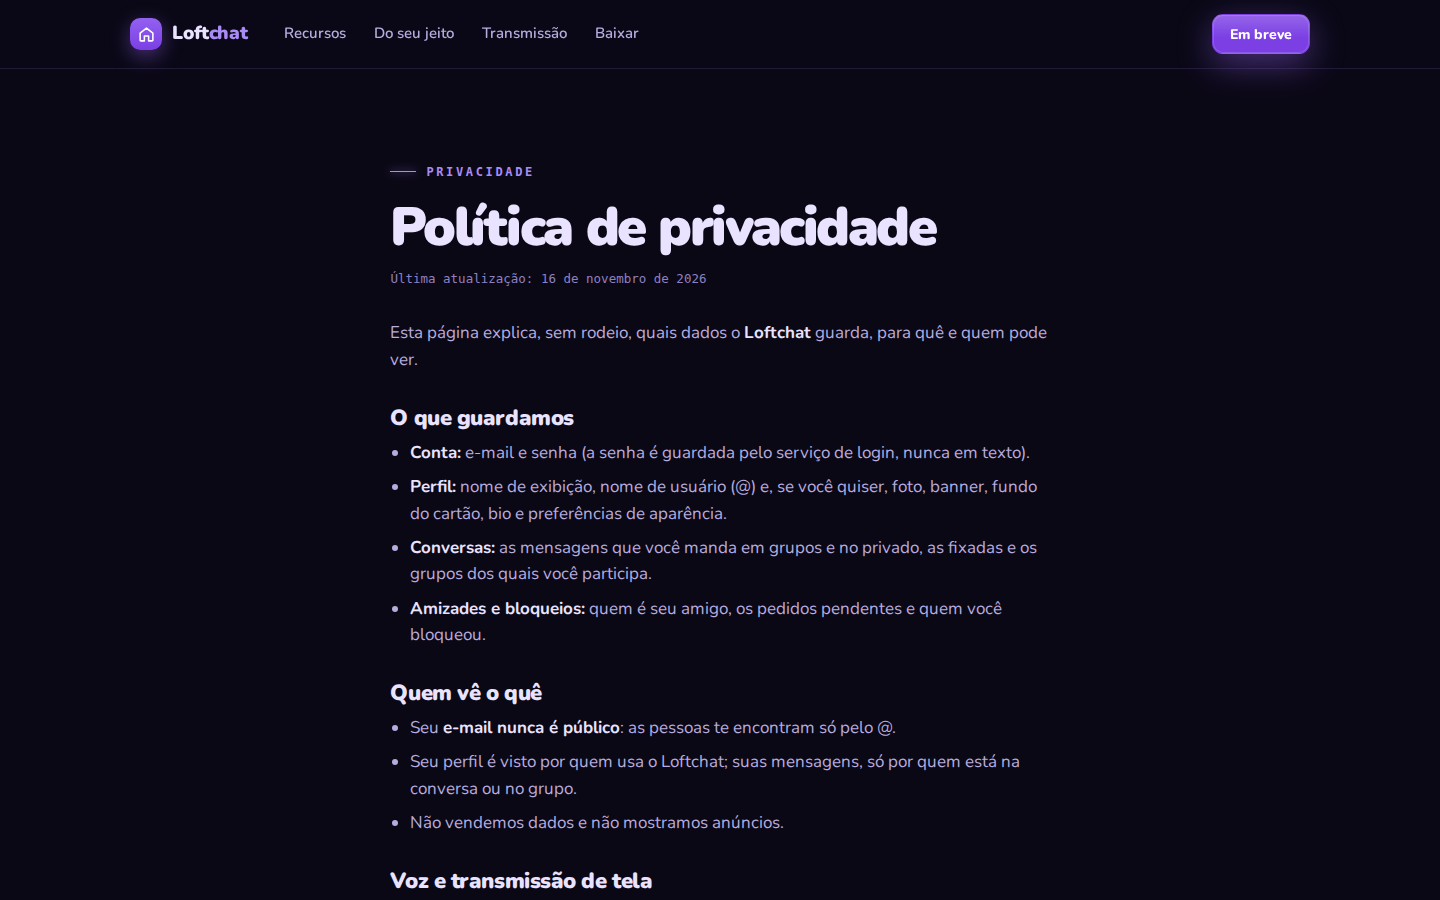 Loftchat
Recursos
Do seu jeito
Transmissão
Baixar
Em breve
PRIVACIDADE
Política de privacidade
Última atualização: 16 de novembro de 2026
Esta página explica, sem rodeio, quais dados o Loftchat guarda, para quê e quem pode
ver.
O que guardamos
Conta: e-mail e senha (a senha é guardada pelo serviço de login, nunca em texto).
Perfil: nome de exibição, nome de usuário (@) e, se você quiser, foto, banner, fundo
do cartão, bio e preferências de aparência.
Conversas: as mensagens que você manda em grupos e no privado, as fixadas e os
grupos dos quais você participa.
Amizades e bloqueios: quem é seu amigo, os pedidos pendentes e quem você
bloqueou.
Quem vê o quê
Seu e-mail nunca é público: as pessoas te encontram só pelo @.
Seu perfil é visto por quem usa o Loftchat; suas mensagens, só por quem está na
conversa ou no grupo.
Não vendemos dados e não mostramos anúncios.
Voz e transmissão de tela